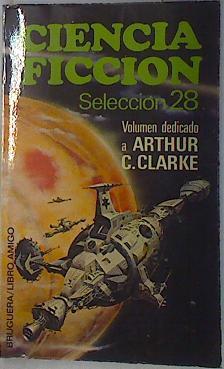 CIENCIA
FICCION
Selección 28
Volumen dedicado
a ARTHUR
C. CLARKE
BRUGUERA/LIBRO AMIGO